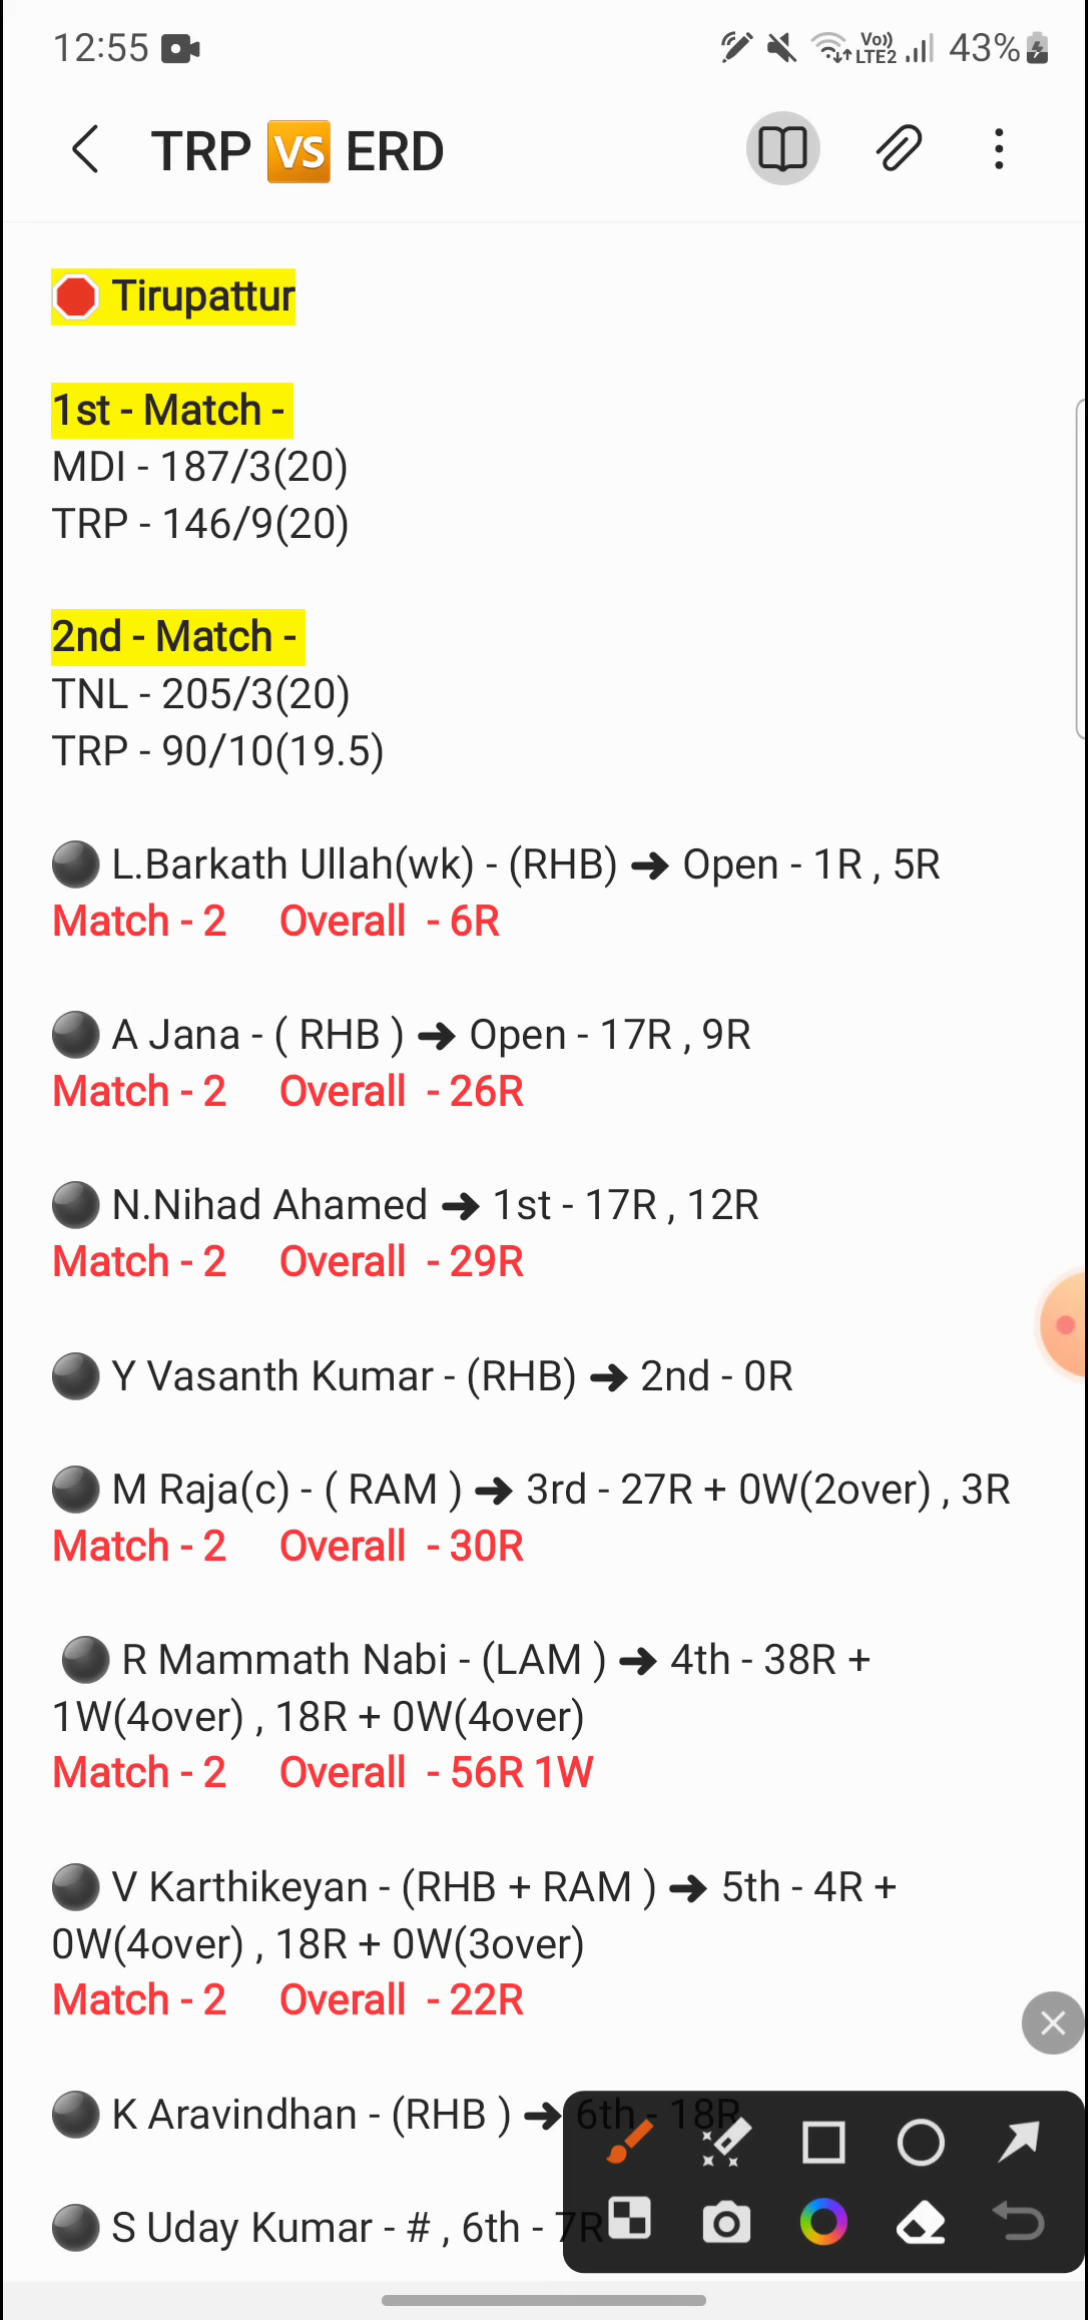 12:55 Vo)) LTE2 43%
TRP VS ERD
Tirupattur
1st - Match -
MDI - 187/3(20)
TRP - 146/9(20)
2nd - Match -
TNL - 205/3(20)
TRP - 90/10(19.5)
L.Barkath Ullah(wk) - (RHB) ➔ Open - 1R , 5R
Match - 2 Overall - 6R
A Jana - ( RHB ) ➔ Open - 17R , 9R
Match - 2 Overall - 26R
N.Nihad Ahamed ➔ 1st - 17R , 12R
Match - 2 Overall - 29R
Y Vasanth Kumar - (RHB) ➔ 2nd - 0R
M Raja(c) - ( RAM ) ➔ 3rd - 27R + 0W(2over) , 3R
Match - 2 Overall - 30R
R Mammath Nabi - (LAM ) ➔ 4th - 38R +
1W(4over) , 18R + 0W(4over)
Match - 2 Overall - 56R 1W
V Karthikeyan - (RHB + RAM ) ➔ 5th - 4R +
0W(4over) , 18R + 0W(3over)
Match - 2 Overall - 22R
K Aravindhan - (RHB ) ➔ 6th - 18R
S Uday Kumar - # , 6th - 7R